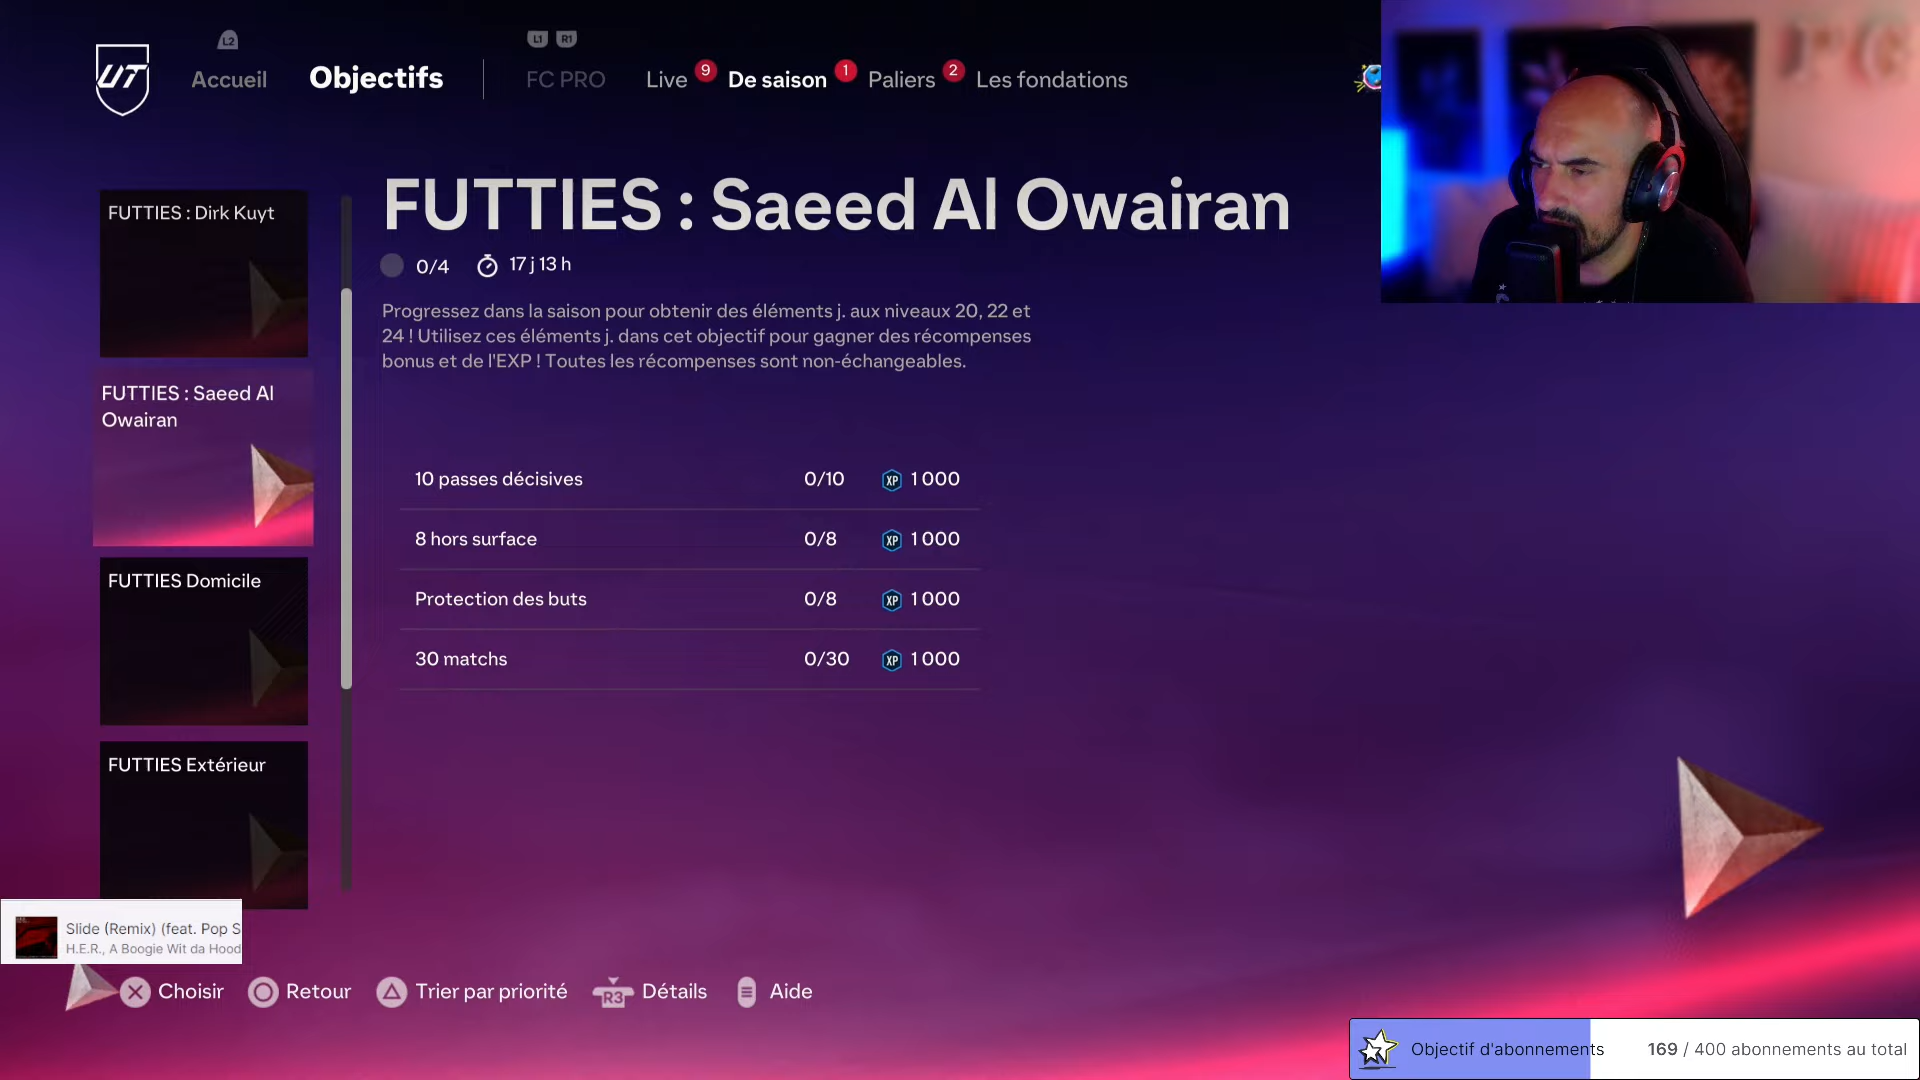 L2
L1 R1
UT
Accueil
Objectifs
FC PRO
Live 9
De saison 1
Paliers 2
Les fondations
FUTTIES : Dirk Kuyt
FUTTIES : Saeed Al
Owairan
FUTTIES Domicile
FUTTIES Extérieur
FUTTIES : Saeed Al Owairan
0/4 17 j 13 h
Progressez dans la saison pour obtenir des éléments j. aux niveaux 20, 22 et
24 ! Utilisez ces éléments j. dans cet objectif pour gagner des récompenses
bonus et de l'EXP ! Toutes les récompenses sont non-échangeables.
10 passes décisives 0/10 XP 1 000
8 hors surface 0/8 XP 1 000
Protection des buts 0/8 XP 1 000
30 matchs 0/30 XP 1 000
Slide (Remix) (feat. Pop S
H.E.R., A Boogie Wit da Hood
Choisir Retour Trier par priorité R3 Détails Aide
Objectif d'abonnements 169 / 400 abonnements au total